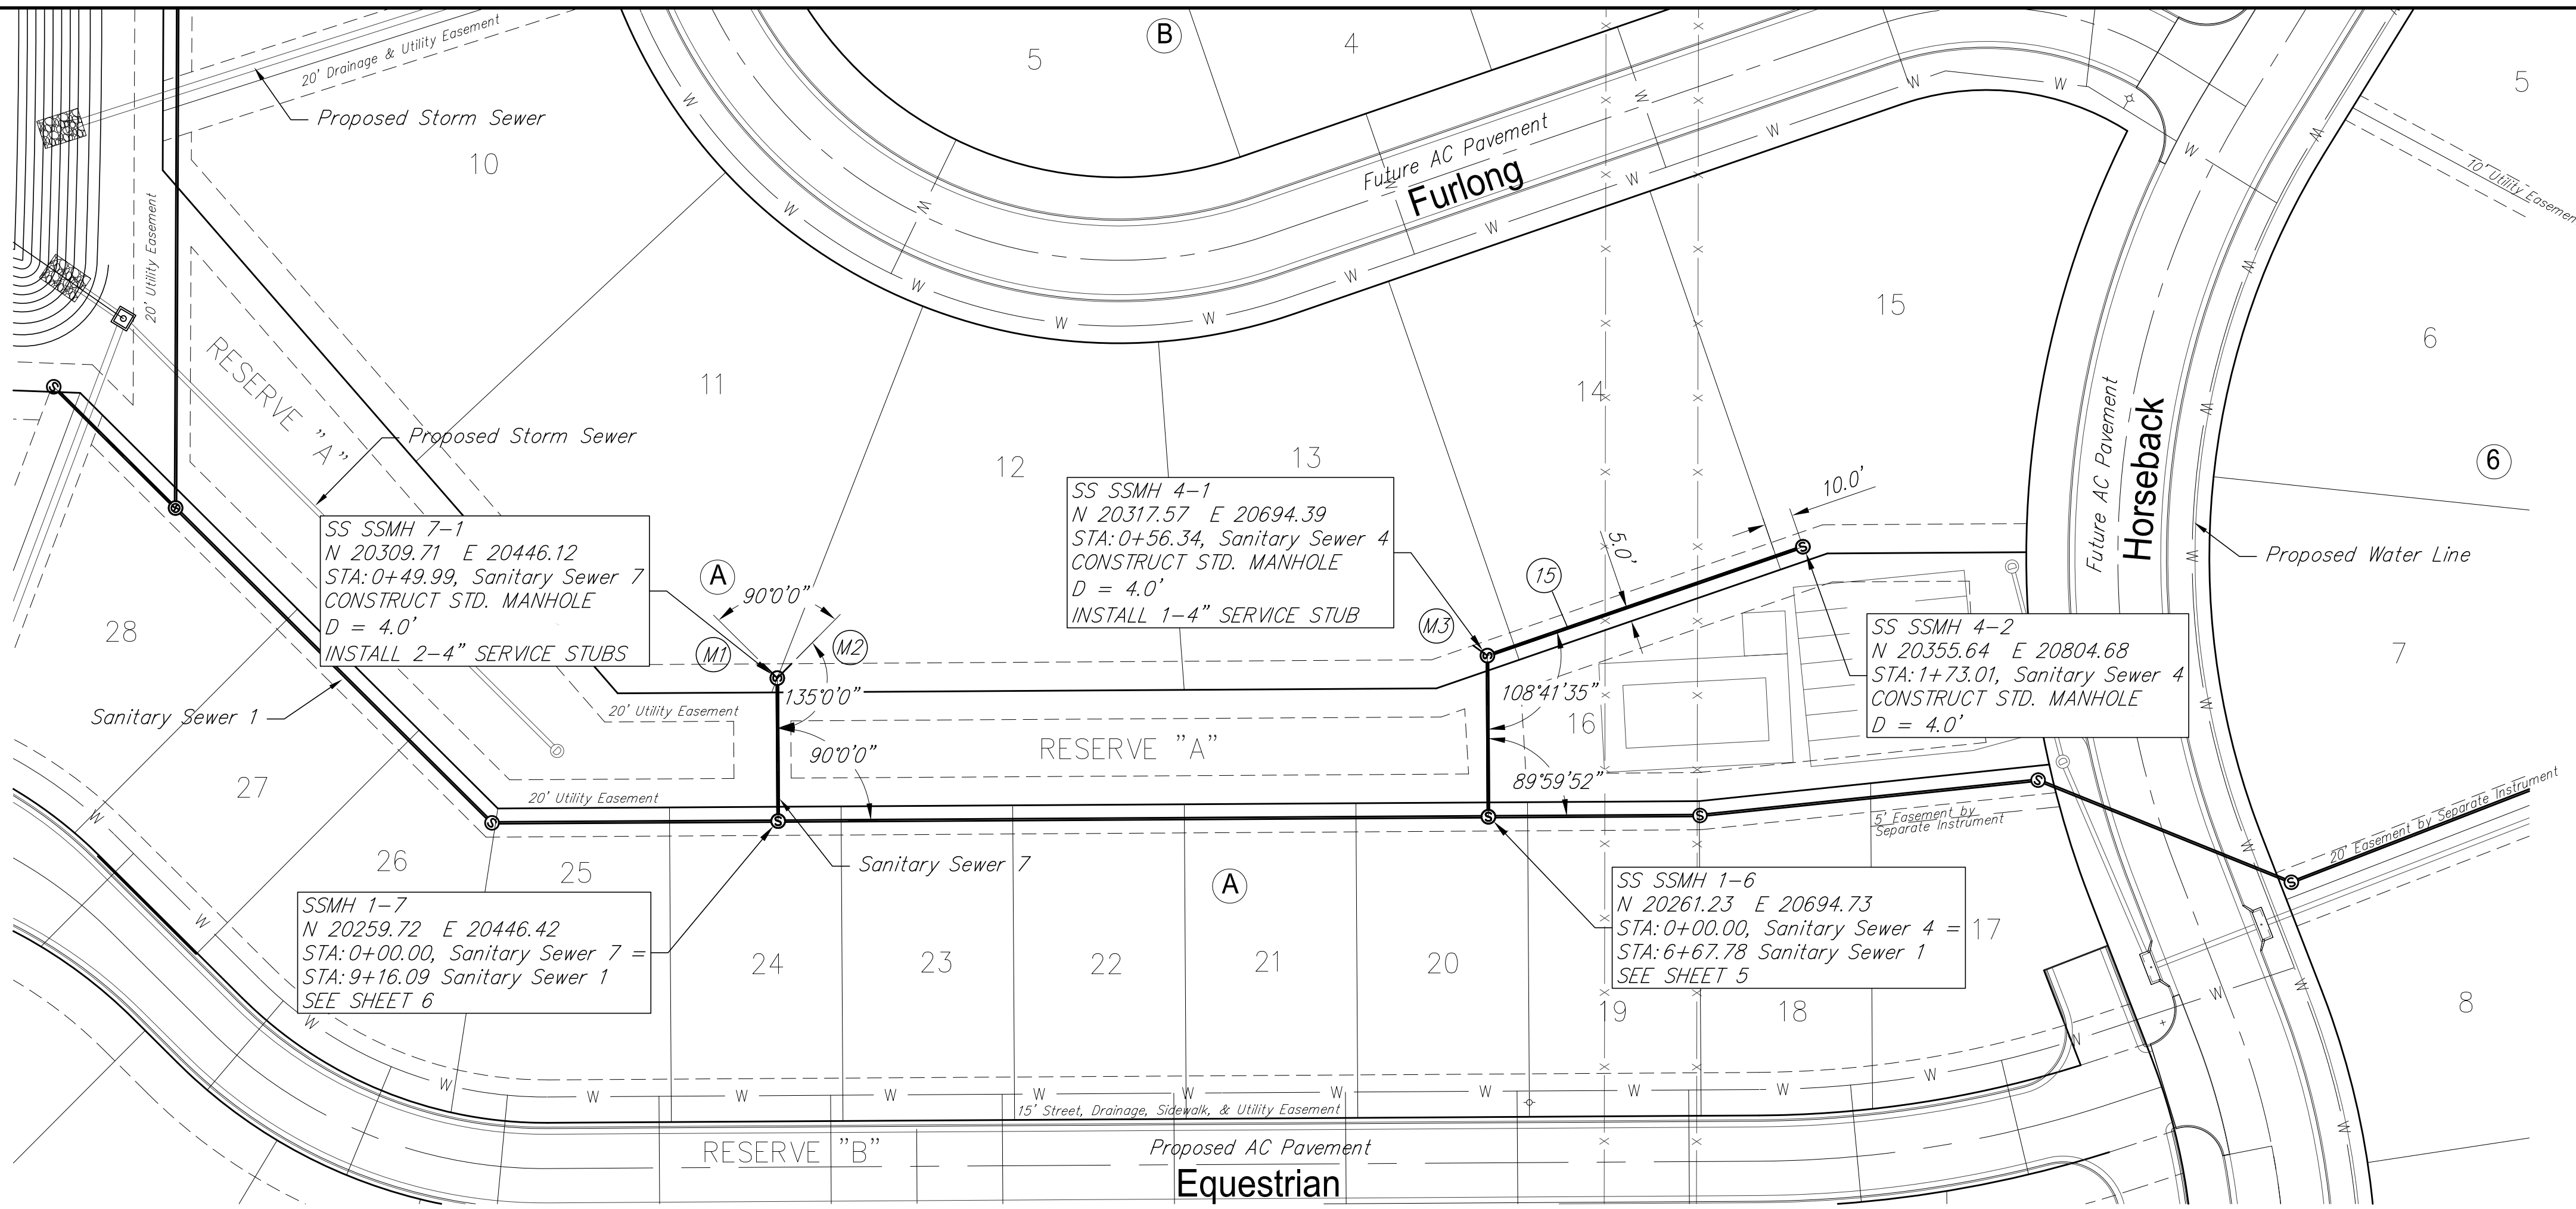 5
B
4
20' Drainage & Utility Easement
Proposed Storm Sewer
10
5
Future AC Pavement
Furlong
10' Utility Easement
20' Utility Easement
15
6
RESERVE "A"
11
14
Future AC Pavement
Horseback
Proposed Storm Sewer
12
13
6
SS SSMH 7-1
N 20309.71 E 20446.12
STA:0+49.99, Sanitary Sewer 7
CONSTRUCT STD. MANHOLE
D = 4.0'
INSTALL 2-4" SERVICE STUBS
SS SSMH 4-1
N 20317.57 E 20694.39
STA:0+56.34, Sanitary Sewer 4
CONSTRUCT STD. MANHOLE
D = 4.0'
INSTALL 1-4" SERVICE STUB
10.0'
5.0'
15
Proposed Water Line
A
90°0'0"
M1
M2
M3
28
SS SSMH 4-2
N 20355.64 E 20804.68
STA:1+73.01, Sanitary Sewer 4
CONSTRUCT STD. MANHOLE
D = 4.0'
7
135°0'0"
108°41'35"
Sanitary Sewer 1
20' Utility Easement
16
RESERVE "A"
90°0'0"
89°59'52"
27
20' Utility Easement
5' Easement by
Separate Instrument
20' Easement by Separate Instrument
26
25
Sanitary Sewer 7
A
SSMH 1-7
N 20259.72 E 20446.42
STA:0+00.00, Sanitary Sewer 7 =
STA:9+16.09 Sanitary Sewer 1
SEE SHEET 6
SS SSMH 1-6
N 20261.23 E 20694.73
STA:0+00.00, Sanitary Sewer 4 =
STA:6+67.78 Sanitary Sewer 1
SEE SHEET 5
17
24
23
22
21
20
19
18
8
15' Street, Drainage, Sidewalk, & Utility Easement
RESERVE "B"
Proposed AC Pavement
Equestrian